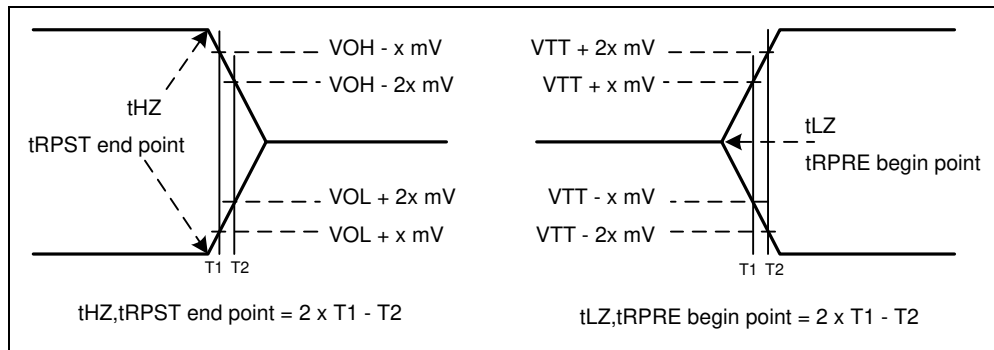 VOH - x mV
VOH - 2x mV
tHZ
tRPST end point
VOL + 2x mV
VOL + x mV
T1 T2
tHZ,tRPST end point = 2 x T1 - T2
VTT + 2x mV
VTT + x mV
tLZ
tRPRE begin point
VTT - x mV
VTT - 2x mV
T1 T2
tLZ,tRPRE begin point = 2 x T1 - T2